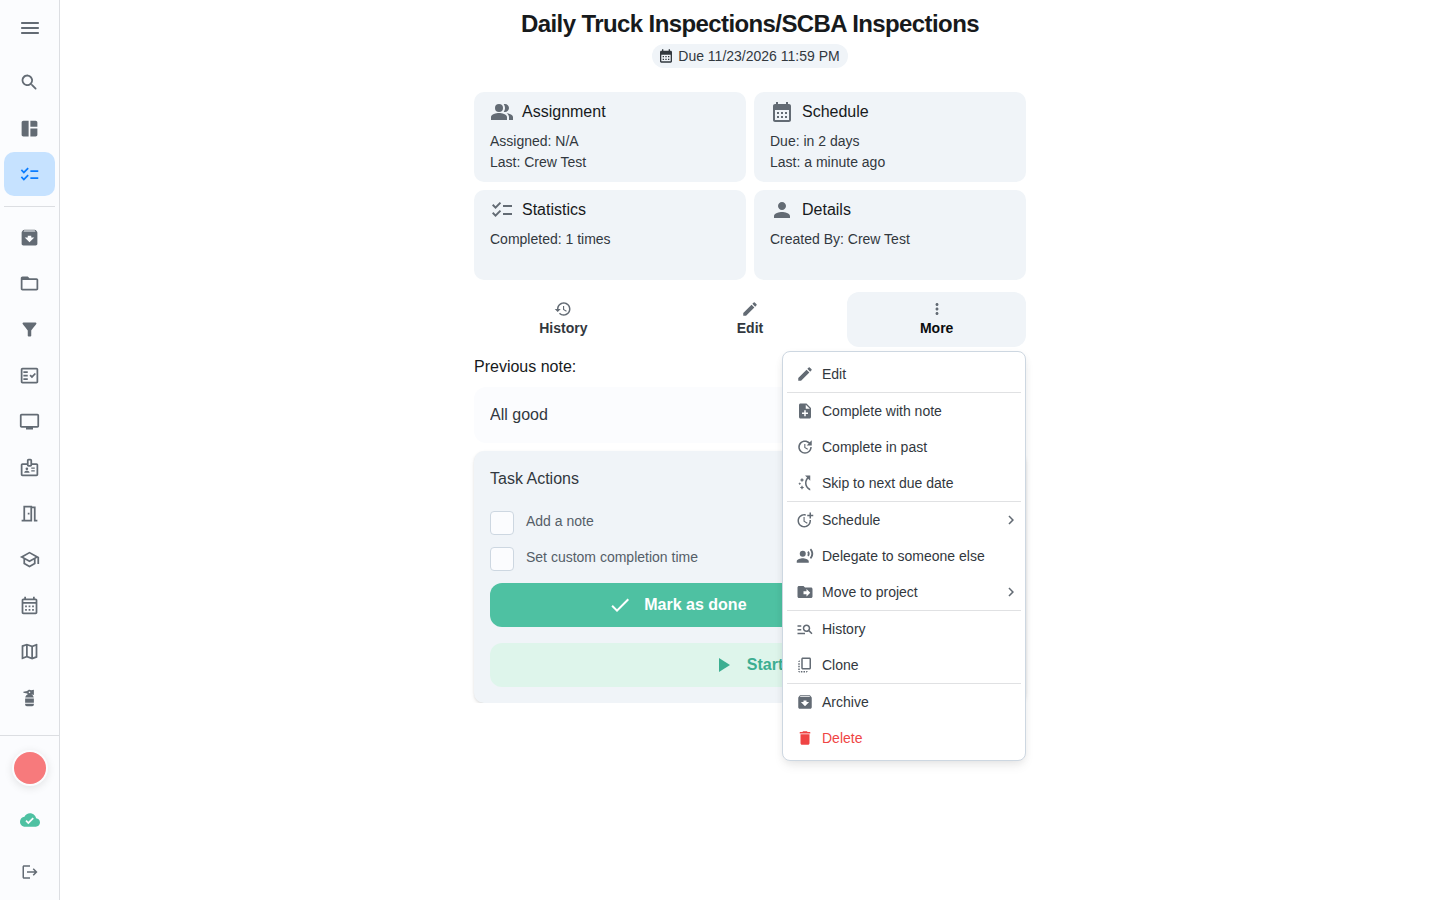 Daily Truck Inspections/SCBA Inspections
Due 11/23/2026 11:59 PM
Assignment
Assigned: N/A
Last: Crew Test
Schedule
Due: in 2 days
Last: a minute ago
Statistics
Completed: 1 times
Details
Created By: Crew Test
History
Edit
More
Previous note:
All good
Task Actions
Add a note
Set custom completion time
Mark as done
Start
Edit
Complete with note
Complete in past
Skip to next due date
Schedule
Delegate to someone else
Move to project
History
Clone
Archive
Delete